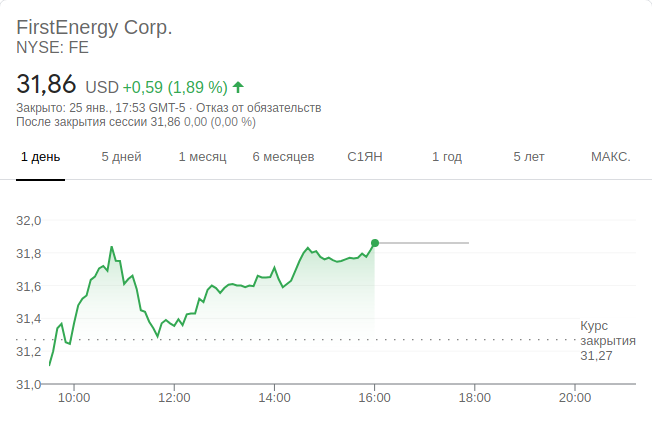 FirstEnergy Corp.
NYSE: FE
31,86 USD +0,59 (1,89 %)
Закрыто: 25 янв., 17:53 GMT-5 · Отказ от обязательств
После закрытия сессии 31,86 0,00 (0,00 %)
1 день 5 дней 1 месяц 6 месяцев С1ЯН 1 год 5 лет МАКС.
32,0
31,8
31,6
31,4
31,2
31,0
Курс
закрытия
31,27
10:00 12:00 14:00 16:00 18:00 20:00